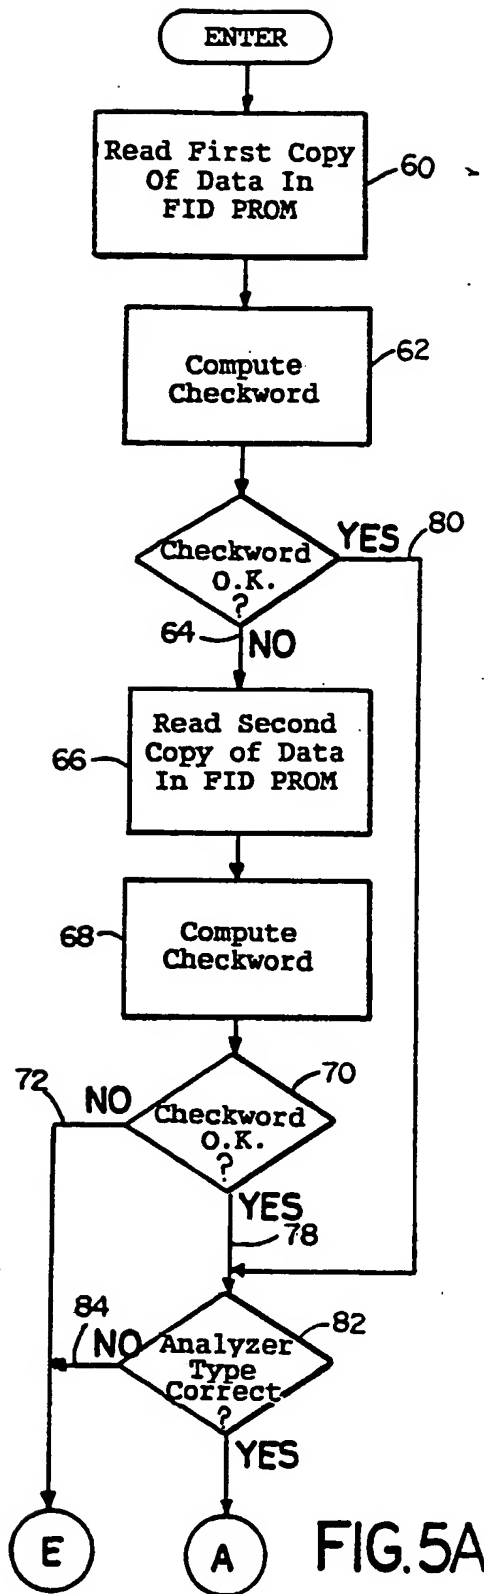 ENTER
Read First Copy
Of Data In
FID PROM
60
Compute
Checkword
62
Checkword
O.K.
?
YES
80
64
NO
Read Second
Copy of Data
In FID PROM
66
Compute
Checkword
68
72
NO
Checkword
O.K.
?
70
YES
78
84
NO
Analyzer
Type
Correct
?
82
YES
E
A
FIG.5A